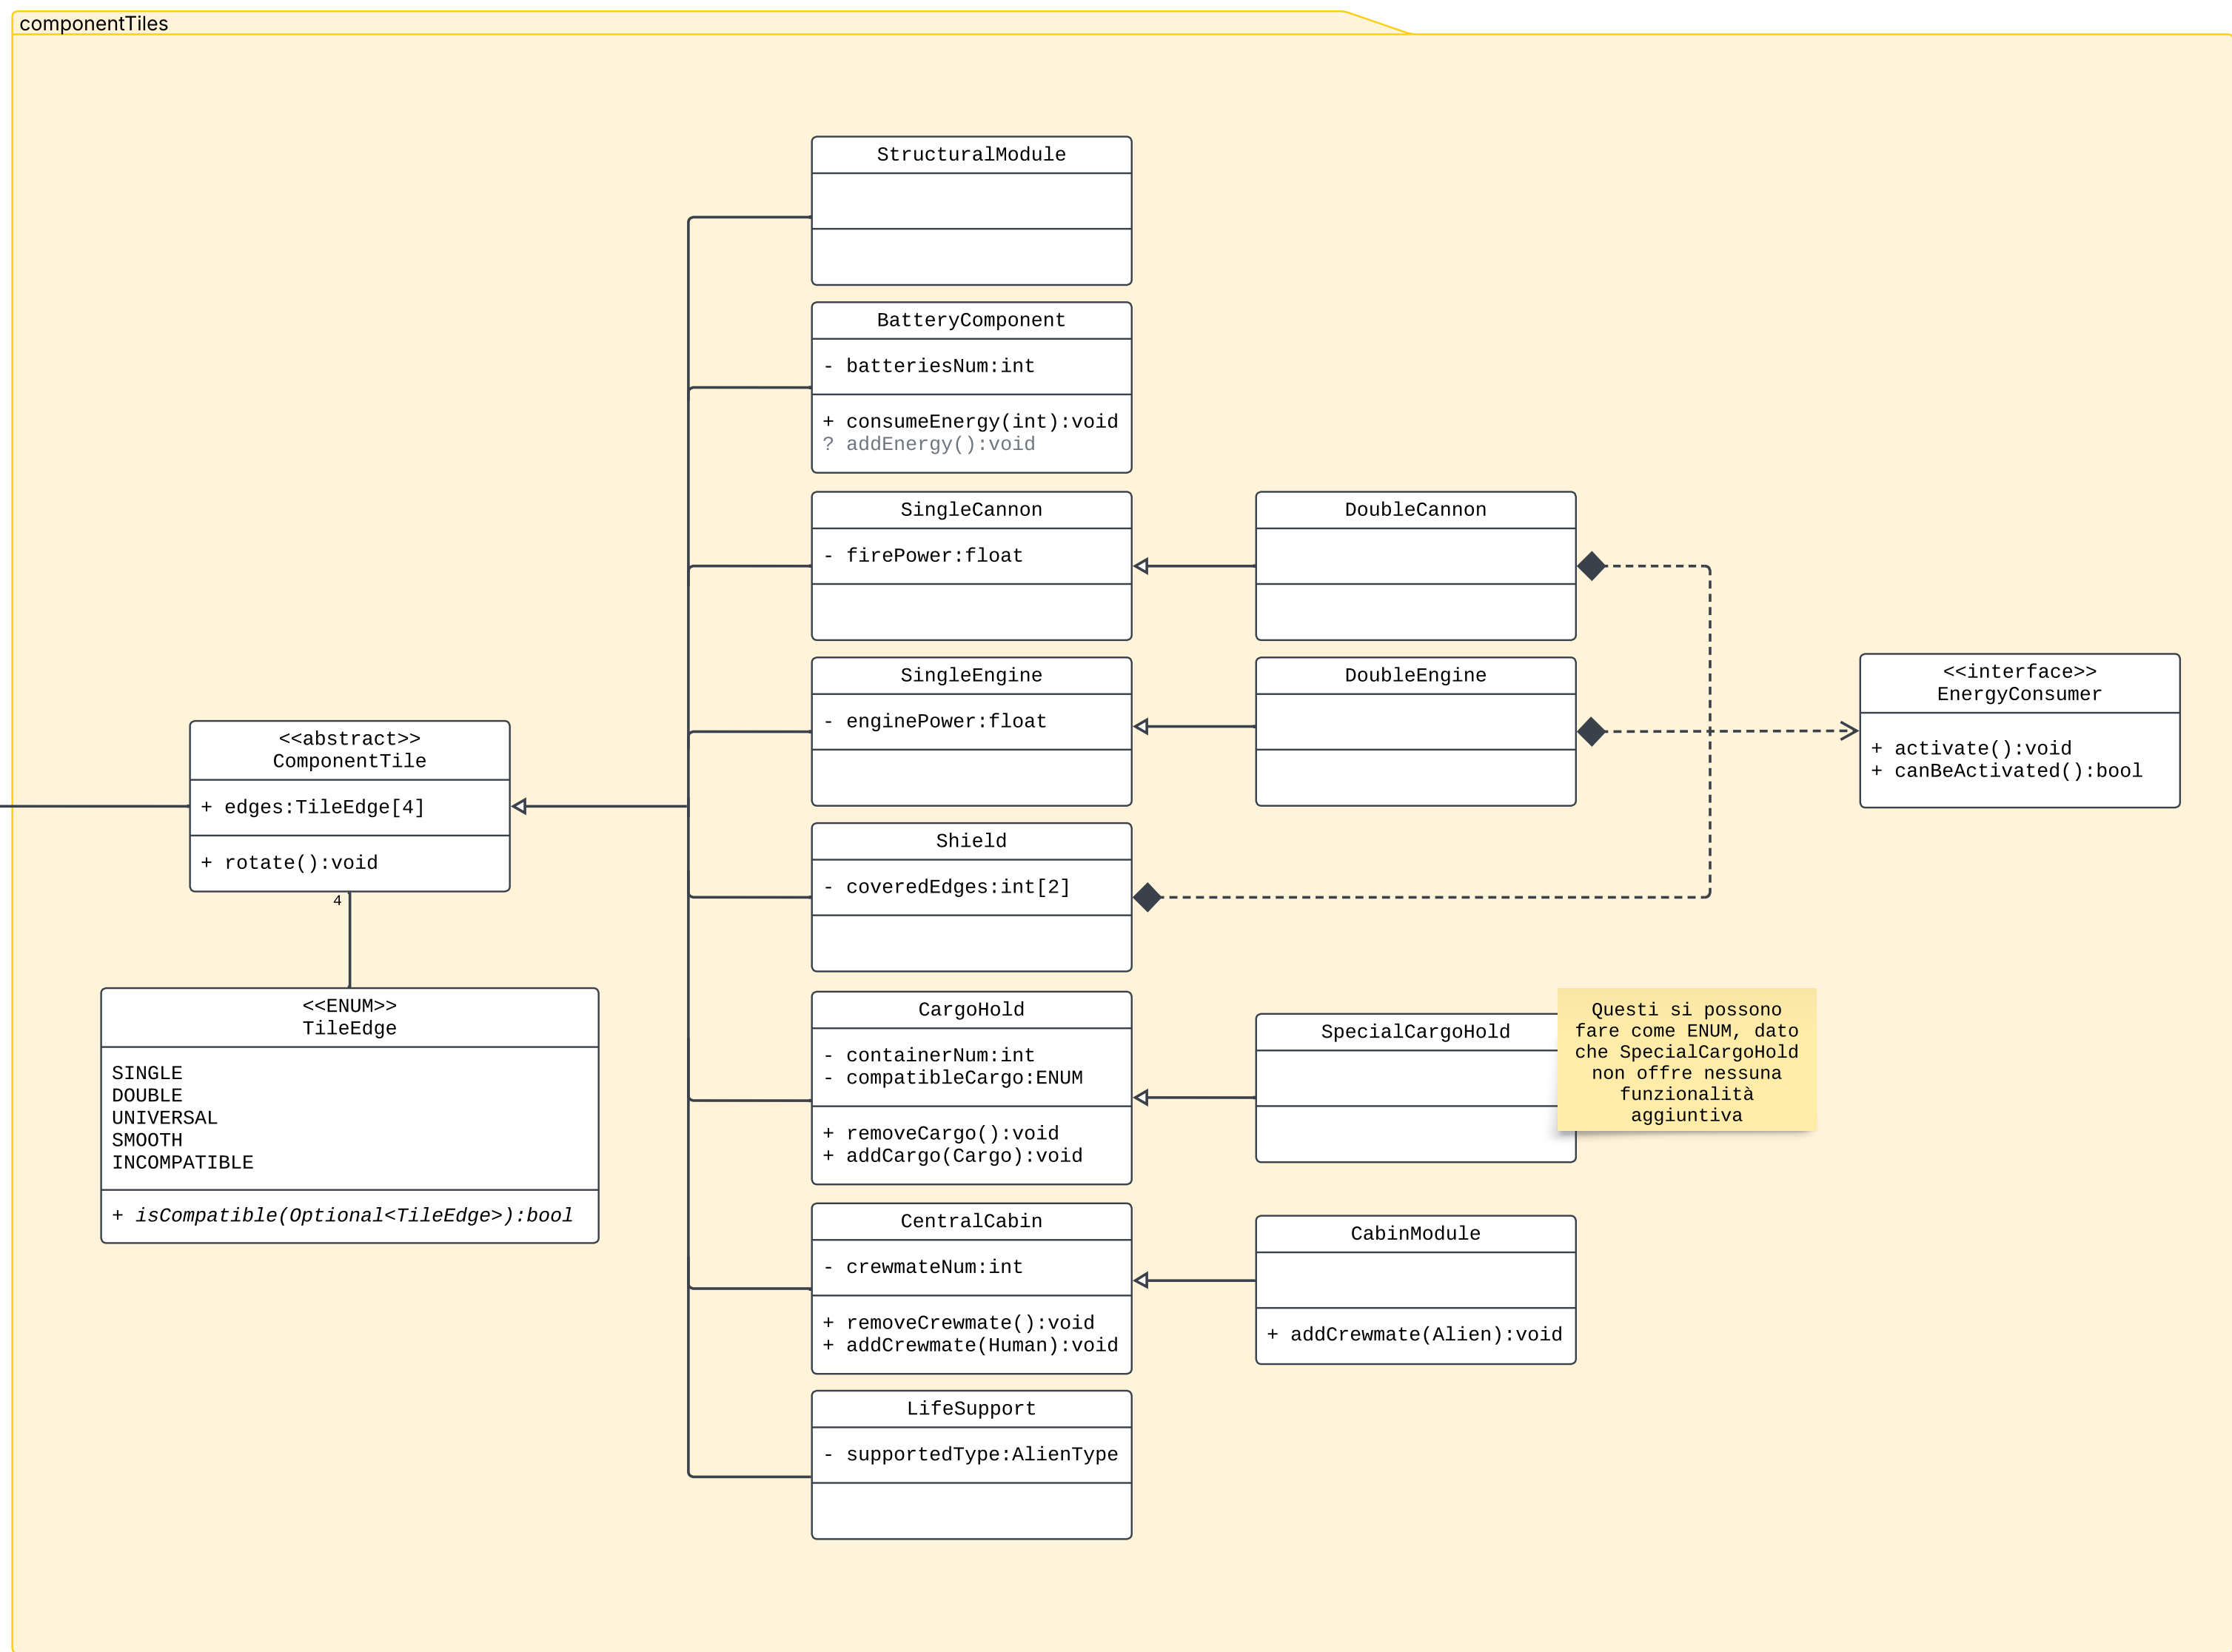 componentTiles
StructuralModule
BatteryComponent
- batteriesNum:int
+ consumeEnergy(int):void
? addEnergy():void
SingleCannon
- firePower:float
DoubleCannon
SingleEngine
- enginePower:float
DoubleEngine
<<interface>>
EnergyConsumer
+ activate():void
+ canBeActivated():bool
<<abstract>>
ComponentTile
+ edges:TileEdge[4]
+ rotate():void
4
<<ENUM>>
TileEdge
SINGLE
DOUBLE
UNIVERSAL
SMOOTH
INCOMPATIBLE
+ isCompatible(Optional<TileEdge>):bool
Shield
- coveredEdges:int[2]
CargoHold
- containerNum:int
- compatibleCargo:ENUM
+ removeCargo():void
+ addCargo(Cargo):void
SpecialCargoHold
Questi si possono
fare come ENUM, dato
che SpecialCargoHold
non offre nessuna
funzionalità
aggiuntiva
CentralCabin
- crewmateNum:int
+ removeCrewmate():void
+ addCrewmate(Human):void
CabinModule
+ addCrewmate(Alien):void
LifeSupport
- supportedType:AlienType